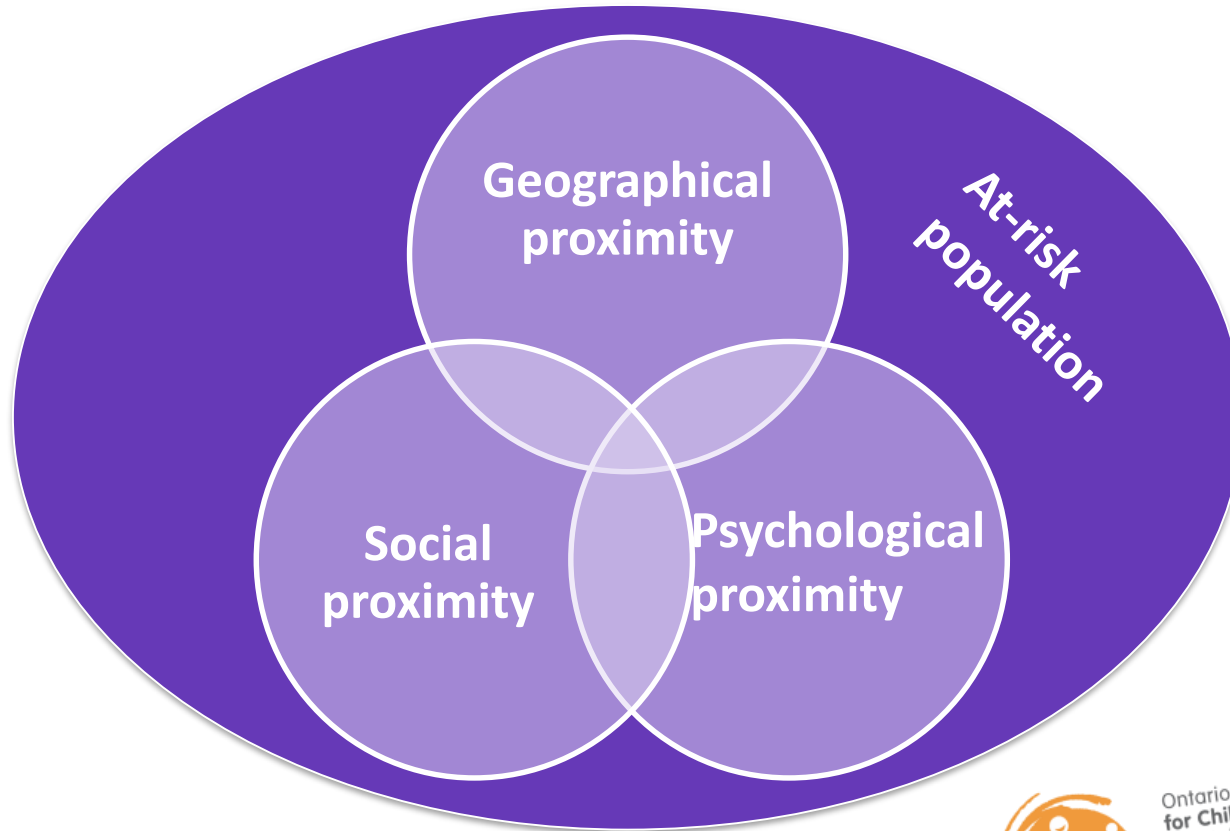 Geographical
proximity
At-risk
population
Social
proximity
Psychological
proximity
Ontario
for Chil